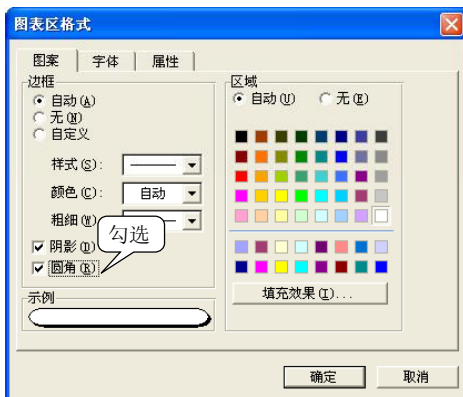 图表区格式
图案 字体 属性
边框
自动(A)
无(N)
自定义
样式(S):
颜色(C): 自动
粗细(W):
阴影(D)
圆角(R)
勾选
示例
区域
自动(U) 无(E)
填充效果(I)...
确定 取消